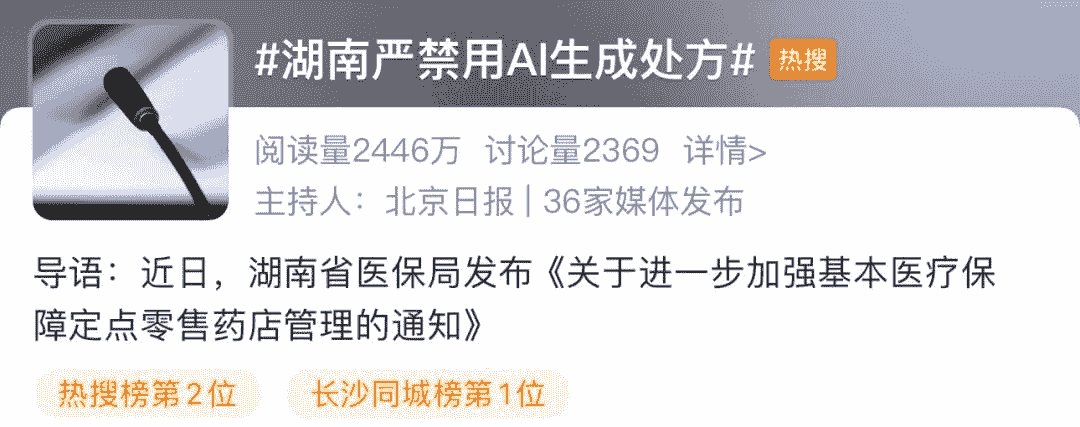 #湖南严禁用AI生成处方# 热搜
阅读量2446万 讨论量2369 详情>
主持人：北京日报 | 36家媒体发布
导语：近日，湖南省医保局发布《关于进一步加强基本医疗保
障定点零售药店管理的通知》
热搜榜第2位 长沙同城榜第1位